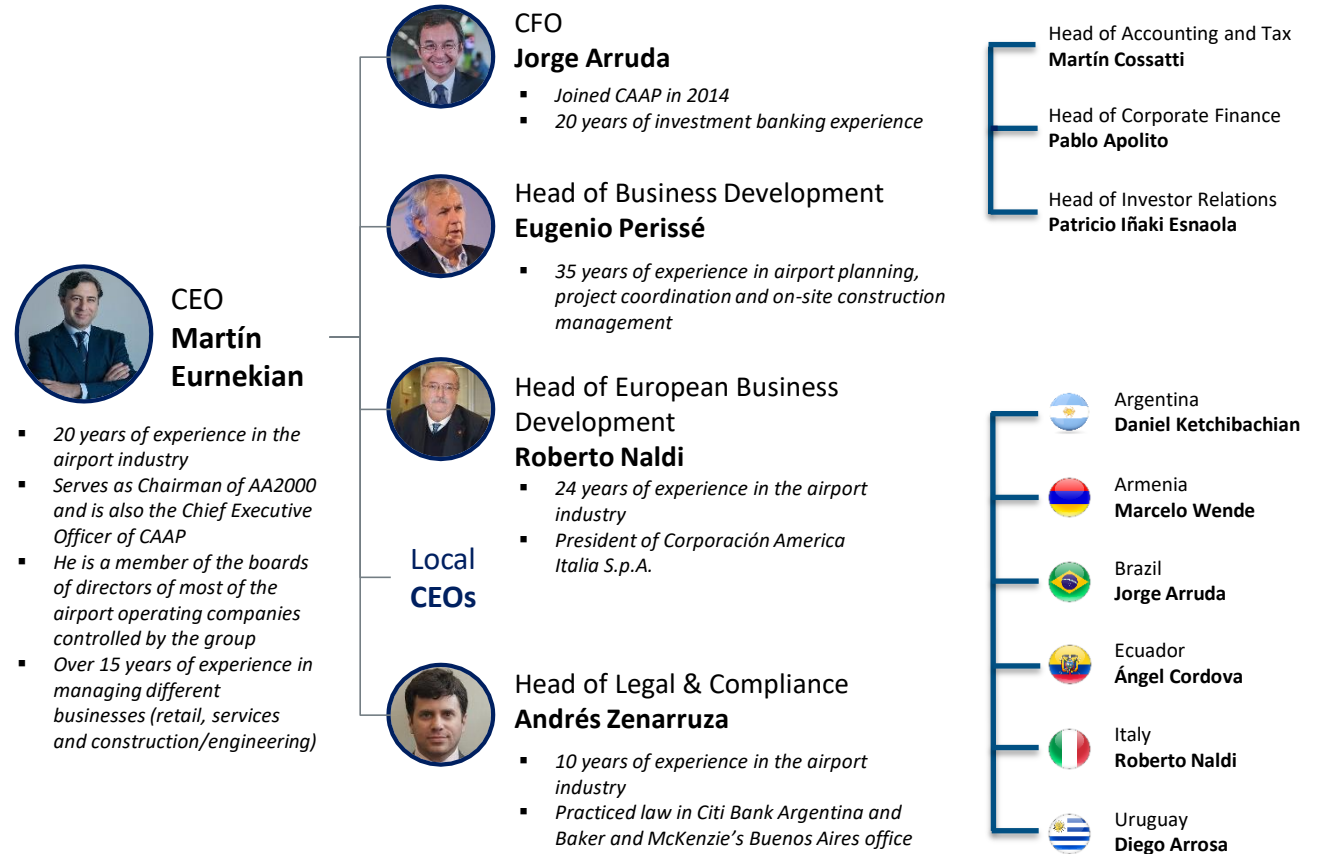 CEO
Martín
Eurnekian
▪ 20 years of experience in the
airport industry
▪ Serves as Chairman of AA2000
and is also the Chief Executive
Officer of CAAP
▪ He is a member of the boards
of directors of most of the
airport operating companies
controlled by the group
▪ Over 15 years of experience in
managing different
businesses (retail, services
and construction/engineering)
CFO
Jorge Arruda
▪ Joined CAAP in 2014
▪ 20 years of investment banking experience
Head of Business Development
Eugenio Perissé
▪ 35 years of experience in airport planning,
project coordination and on-site construction
management
Head of European Business
Development
Roberto Naldi
▪ 24 years of experience in the airport
industry
▪ President of Corporación America
Italia S.p.A.
Local
CEOs
Head of Legal & Compliance
Andrés Zenarruza
▪ 10 years of experience in the airport
industry
▪ Practiced law in Citi Bank Argentina and
Baker and McKenzie’s Buenos Aires office
Head of Accounting and Tax
Martín Cossatti
Head of Corporate Finance
Pablo Apolito
Head of Investor Relations
Patricio Iñaki Esnaola
Argentina
Daniel Ketchibachian
Armenia
Marcelo Wende
Brazil
Jorge Arruda
Ecuador
Ángel Cordova
Italy
Roberto Naldi
Uruguay
Diego Arrosa